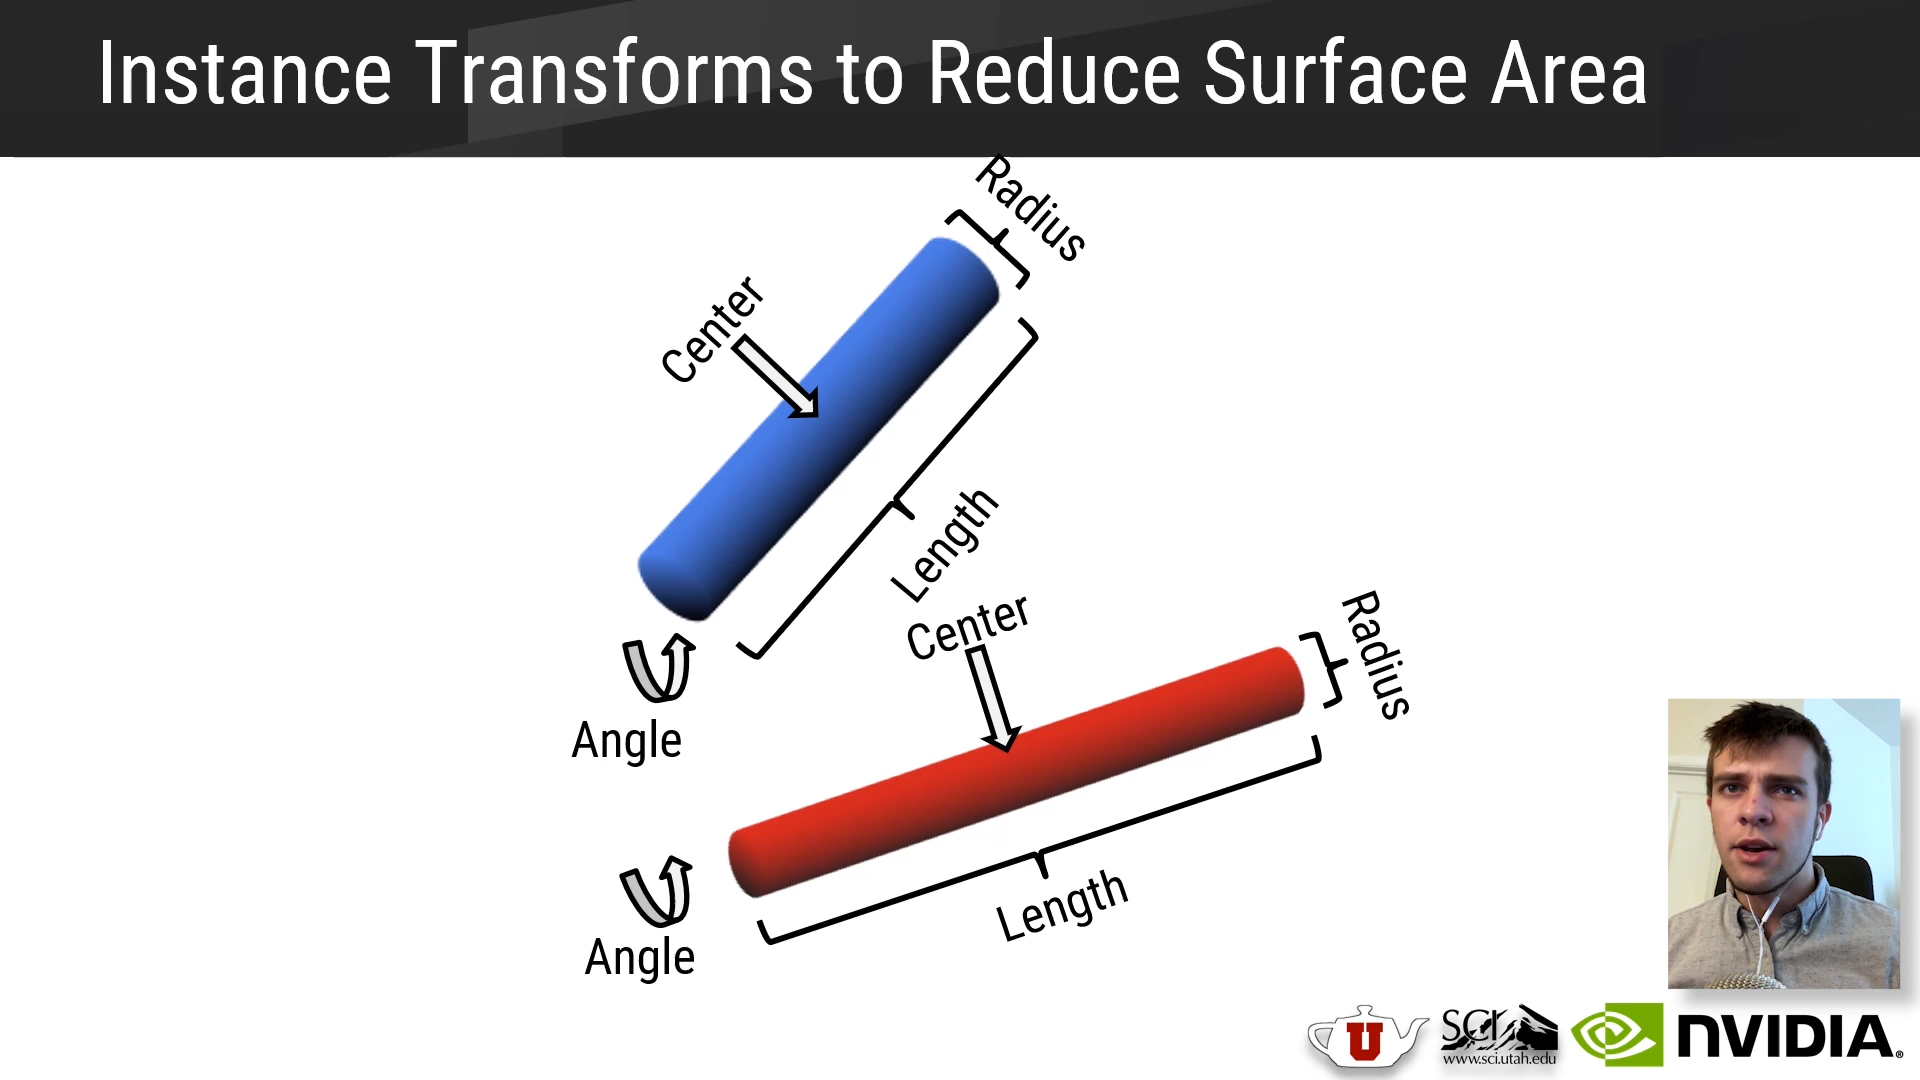 Instance Transforms to Reduce Surface Area
Radius
Center
Length
Angle
Center
Radius
Length
Angle
U
SCI
www.sci.utah.edu
NVIDIA®